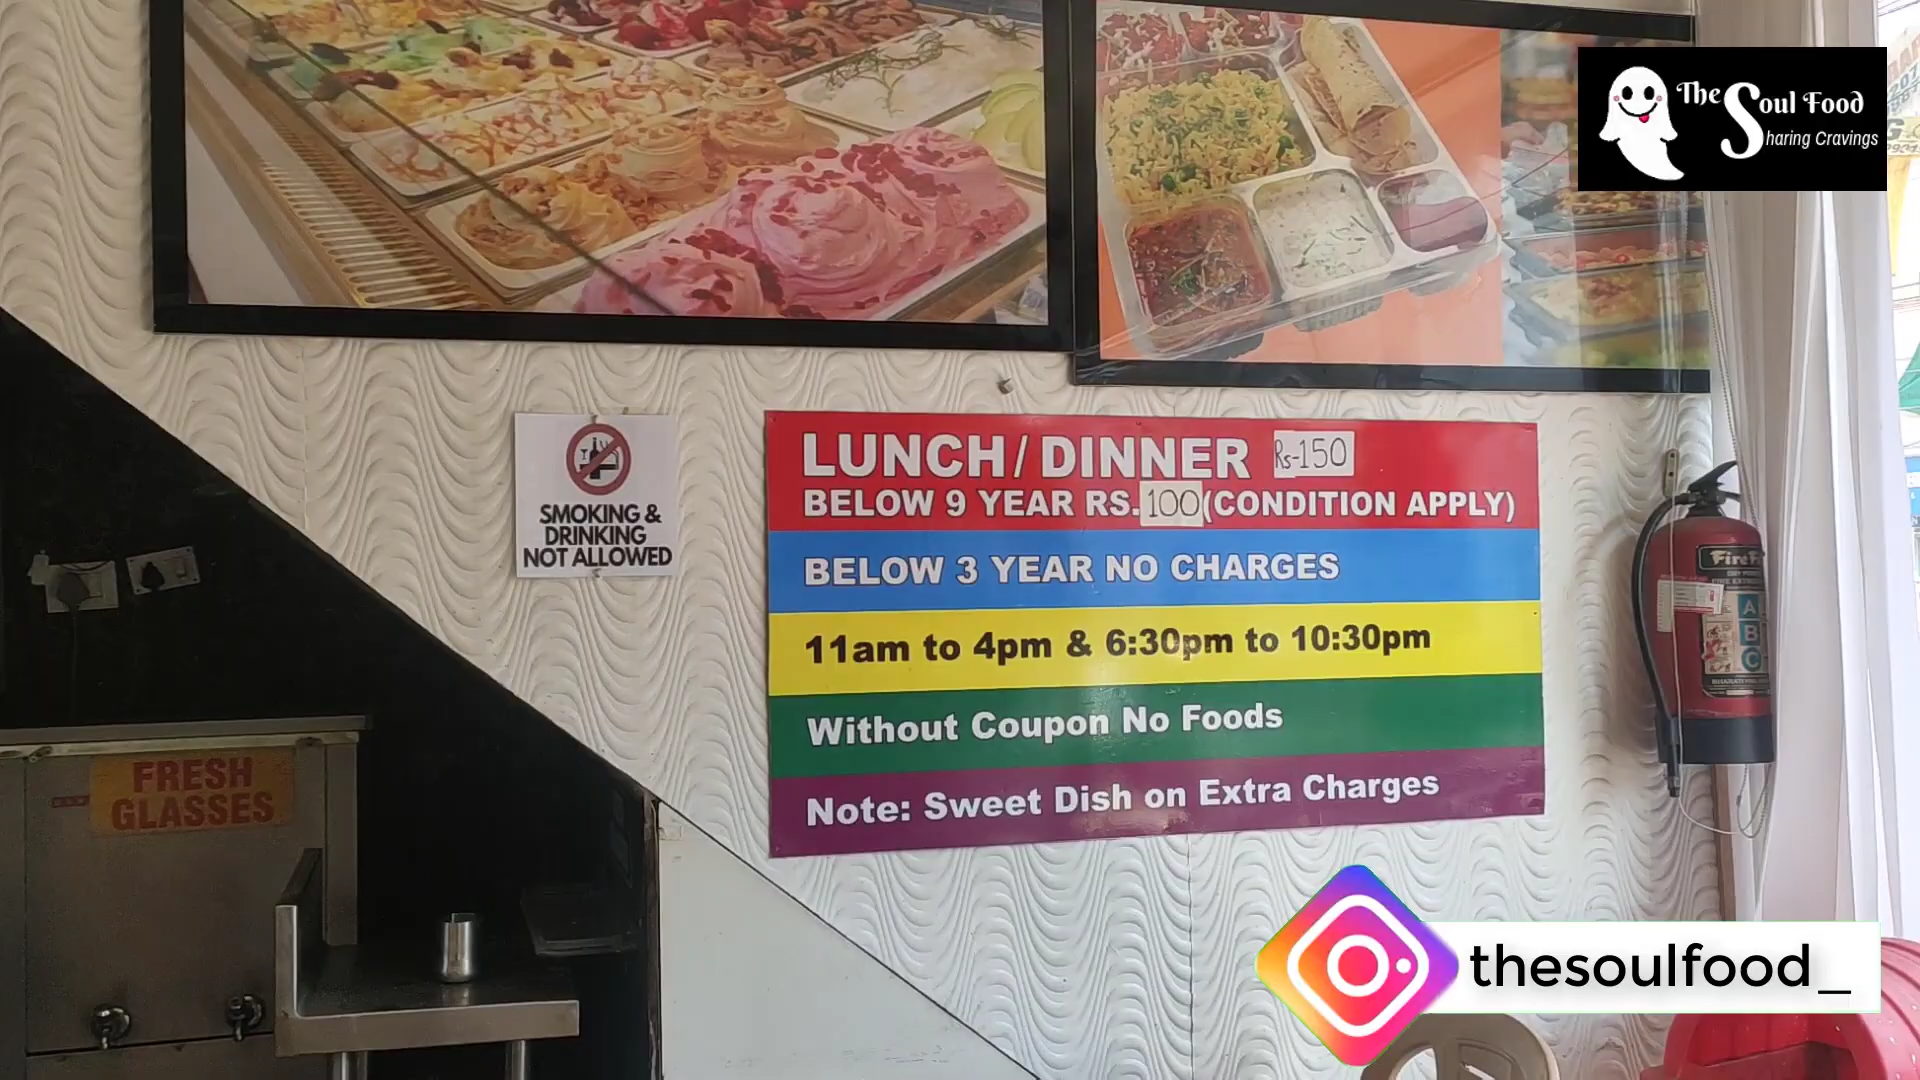 The Soul Food
Sharing Cravings
LUNCH/ DINNER Rs-150
BELOW 9 YEAR RS.100(CONDITION APPLY)
BELOW 3 YEAR NO CHARGES
11am to 4pm & 6:30pm to 10:30pm
Without Coupon No Foods
Note: Sweet Dish on Extra Charges
SMOKING &
DRINKING
NOT ALLOWED
FRESH
GLASSES
A
B
C
thesoulfood_